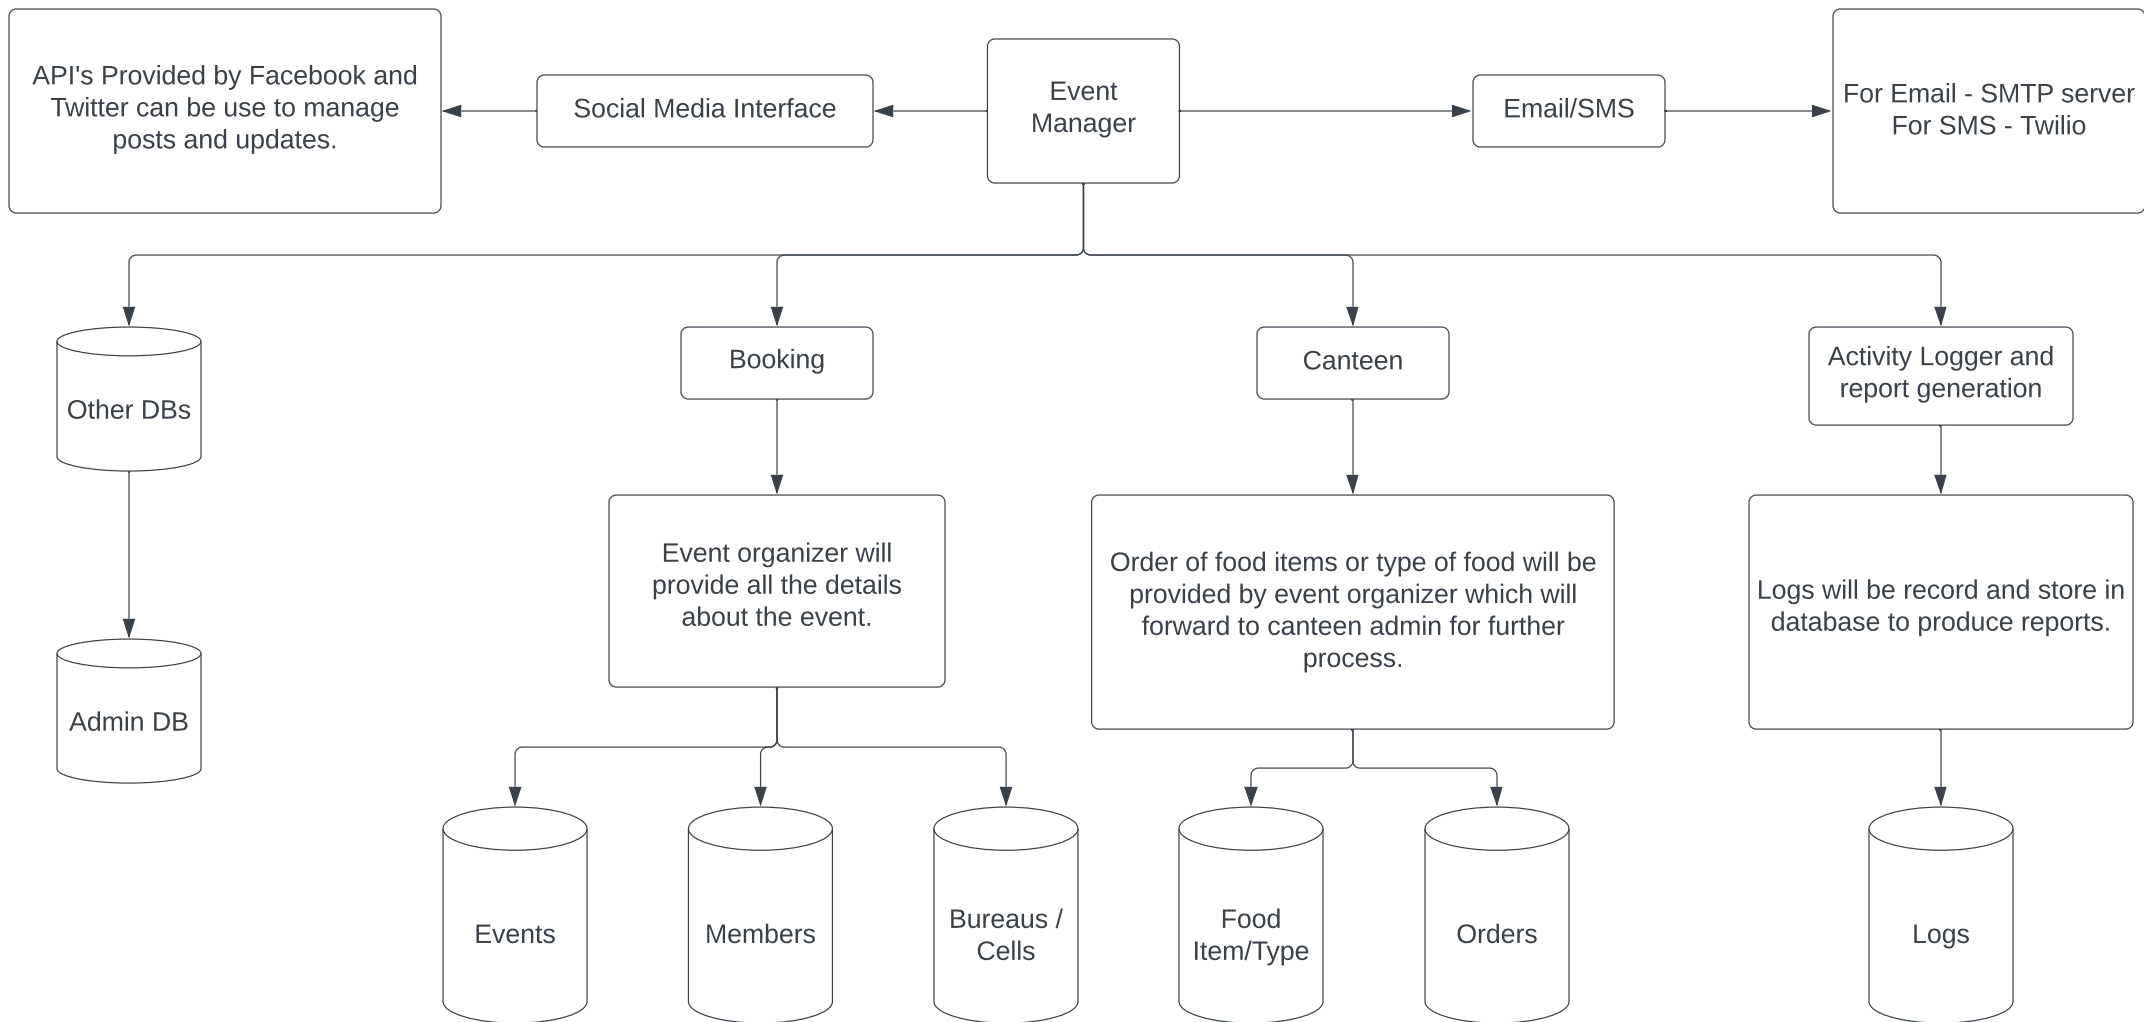 API's Provided by Facebook and
Twitter can be use to manage
posts and updates.
Social Media Interface
Event
Manager
Email/SMS
For Email - SMTP server
For SMS - Twilio
Other DBs
Booking
Canteen
Activity Logger and
report generation
Event organizer will
provide all the details
about the event.
Order of food items or type of food will be
provided by event organizer which will
forward to canteen admin for further
process.
Logs will be record and store in
database to produce reports.
Admin DB
Events
Members
Bureaus /
Cells
Food
Item/Type
Orders
Logs